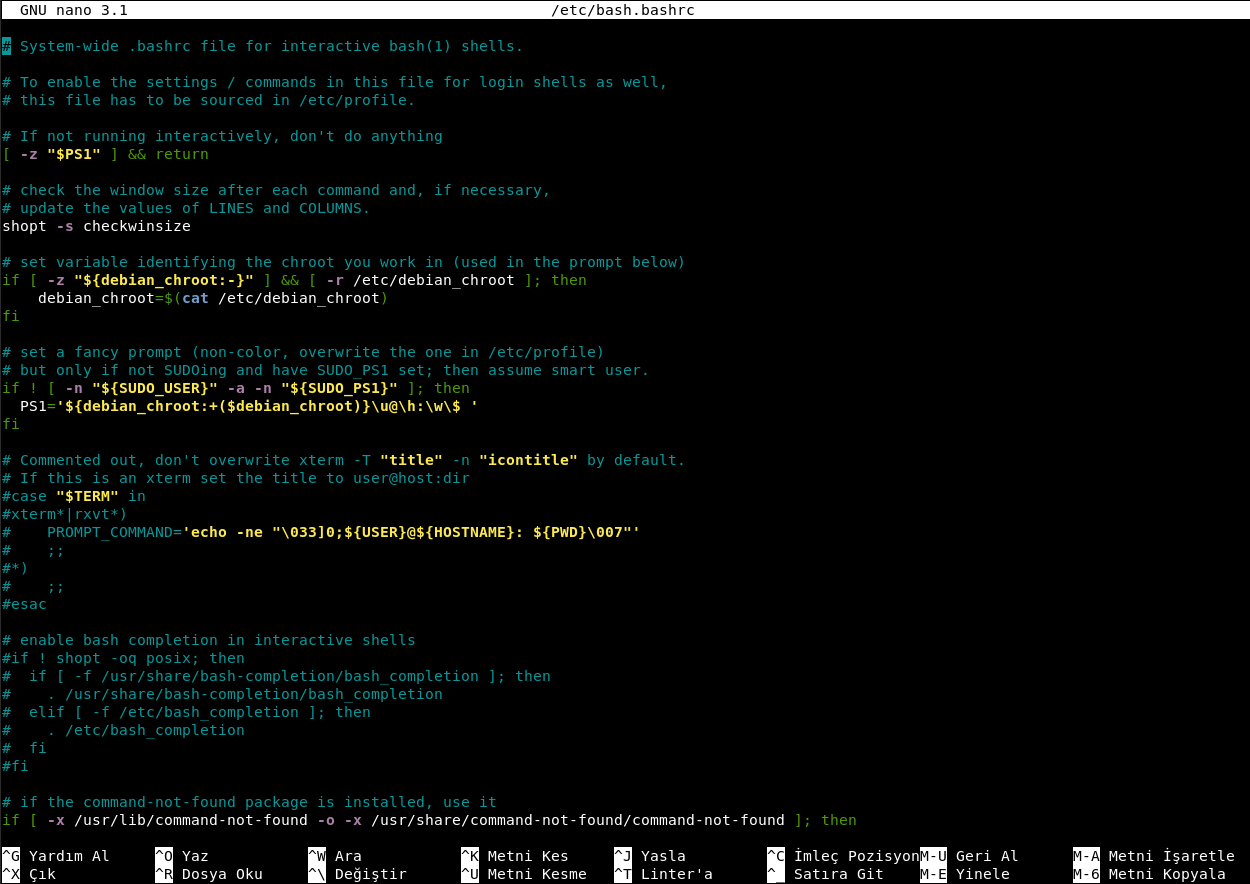 GNU nano 3.1 /etc/bash.bashrc
# System-wide .bashrc file for interactive bash(1) shells.
# To enable the settings / commands in this file for login shells as well,
# this file has to be sourced in /etc/profile.
# If not running interactively, don't do anything
[ -z "$PS1" ] && return
# check the window size after each command and, if necessary,
# update the values of LINES and COLUMNS.
shopt -s checkwinsize
# set variable identifying the chroot you work in (used in the prompt below)
if [ -z "${debian_chroot:-}" ] && [ -r /etc/debian_chroot ]; then
    debian_chroot=$(cat /etc/debian_chroot)
fi
# set a fancy prompt (non-color, overwrite the one in /etc/profile)
# but only if not SUDOing and have SUDO_PS1 set; then assume smart user.
if ! [ -n "${SUDO_USER}" -a -n "${SUDO_PS1}" ]; then
  PS1='${debian_chroot:+($debian_chroot)}\u@\h:\w\$ '
fi
# Commented out, don't overwrite xterm -T "title" -n "icontitle" by default.
# If this is an xterm set the title to user@host:dir
#case "$TERM" in
#xterm*|rxvt*)
#    PROMPT_COMMAND='echo -ne "\033]0;${USER}@${HOSTNAME}: ${PWD}\007"'
#    ;;
#*)
#    ;;
#esac
# enable bash completion in interactive shells
#if ! shopt -oq posix; then
#  if [ -f /usr/share/bash-completion/bash_completion ]; then
#    . /usr/share/bash-completion/bash_completion
#  elif [ -f /etc/bash_completion ]; then
#    . /etc/bash_completion
#  fi
#fi
# if the command-not-found package is installed, use it
if [ -x /usr/lib/command-not-found -o -x /usr/share/command-not-found/command-not-found ]; then
^G Yardım Al ^O Yaz ^W Ara ^K Metni Kes ^J Yasla ^C İmleç Pozisyon M-U Geri Al M-A Metni İşaretle
^X Çık ^R Dosya Oku ^\ Değiştir ^U Metni Kesme ^T Linter'a ^_ Satıra Git M-E Yinele M-6 Metni Kopyala